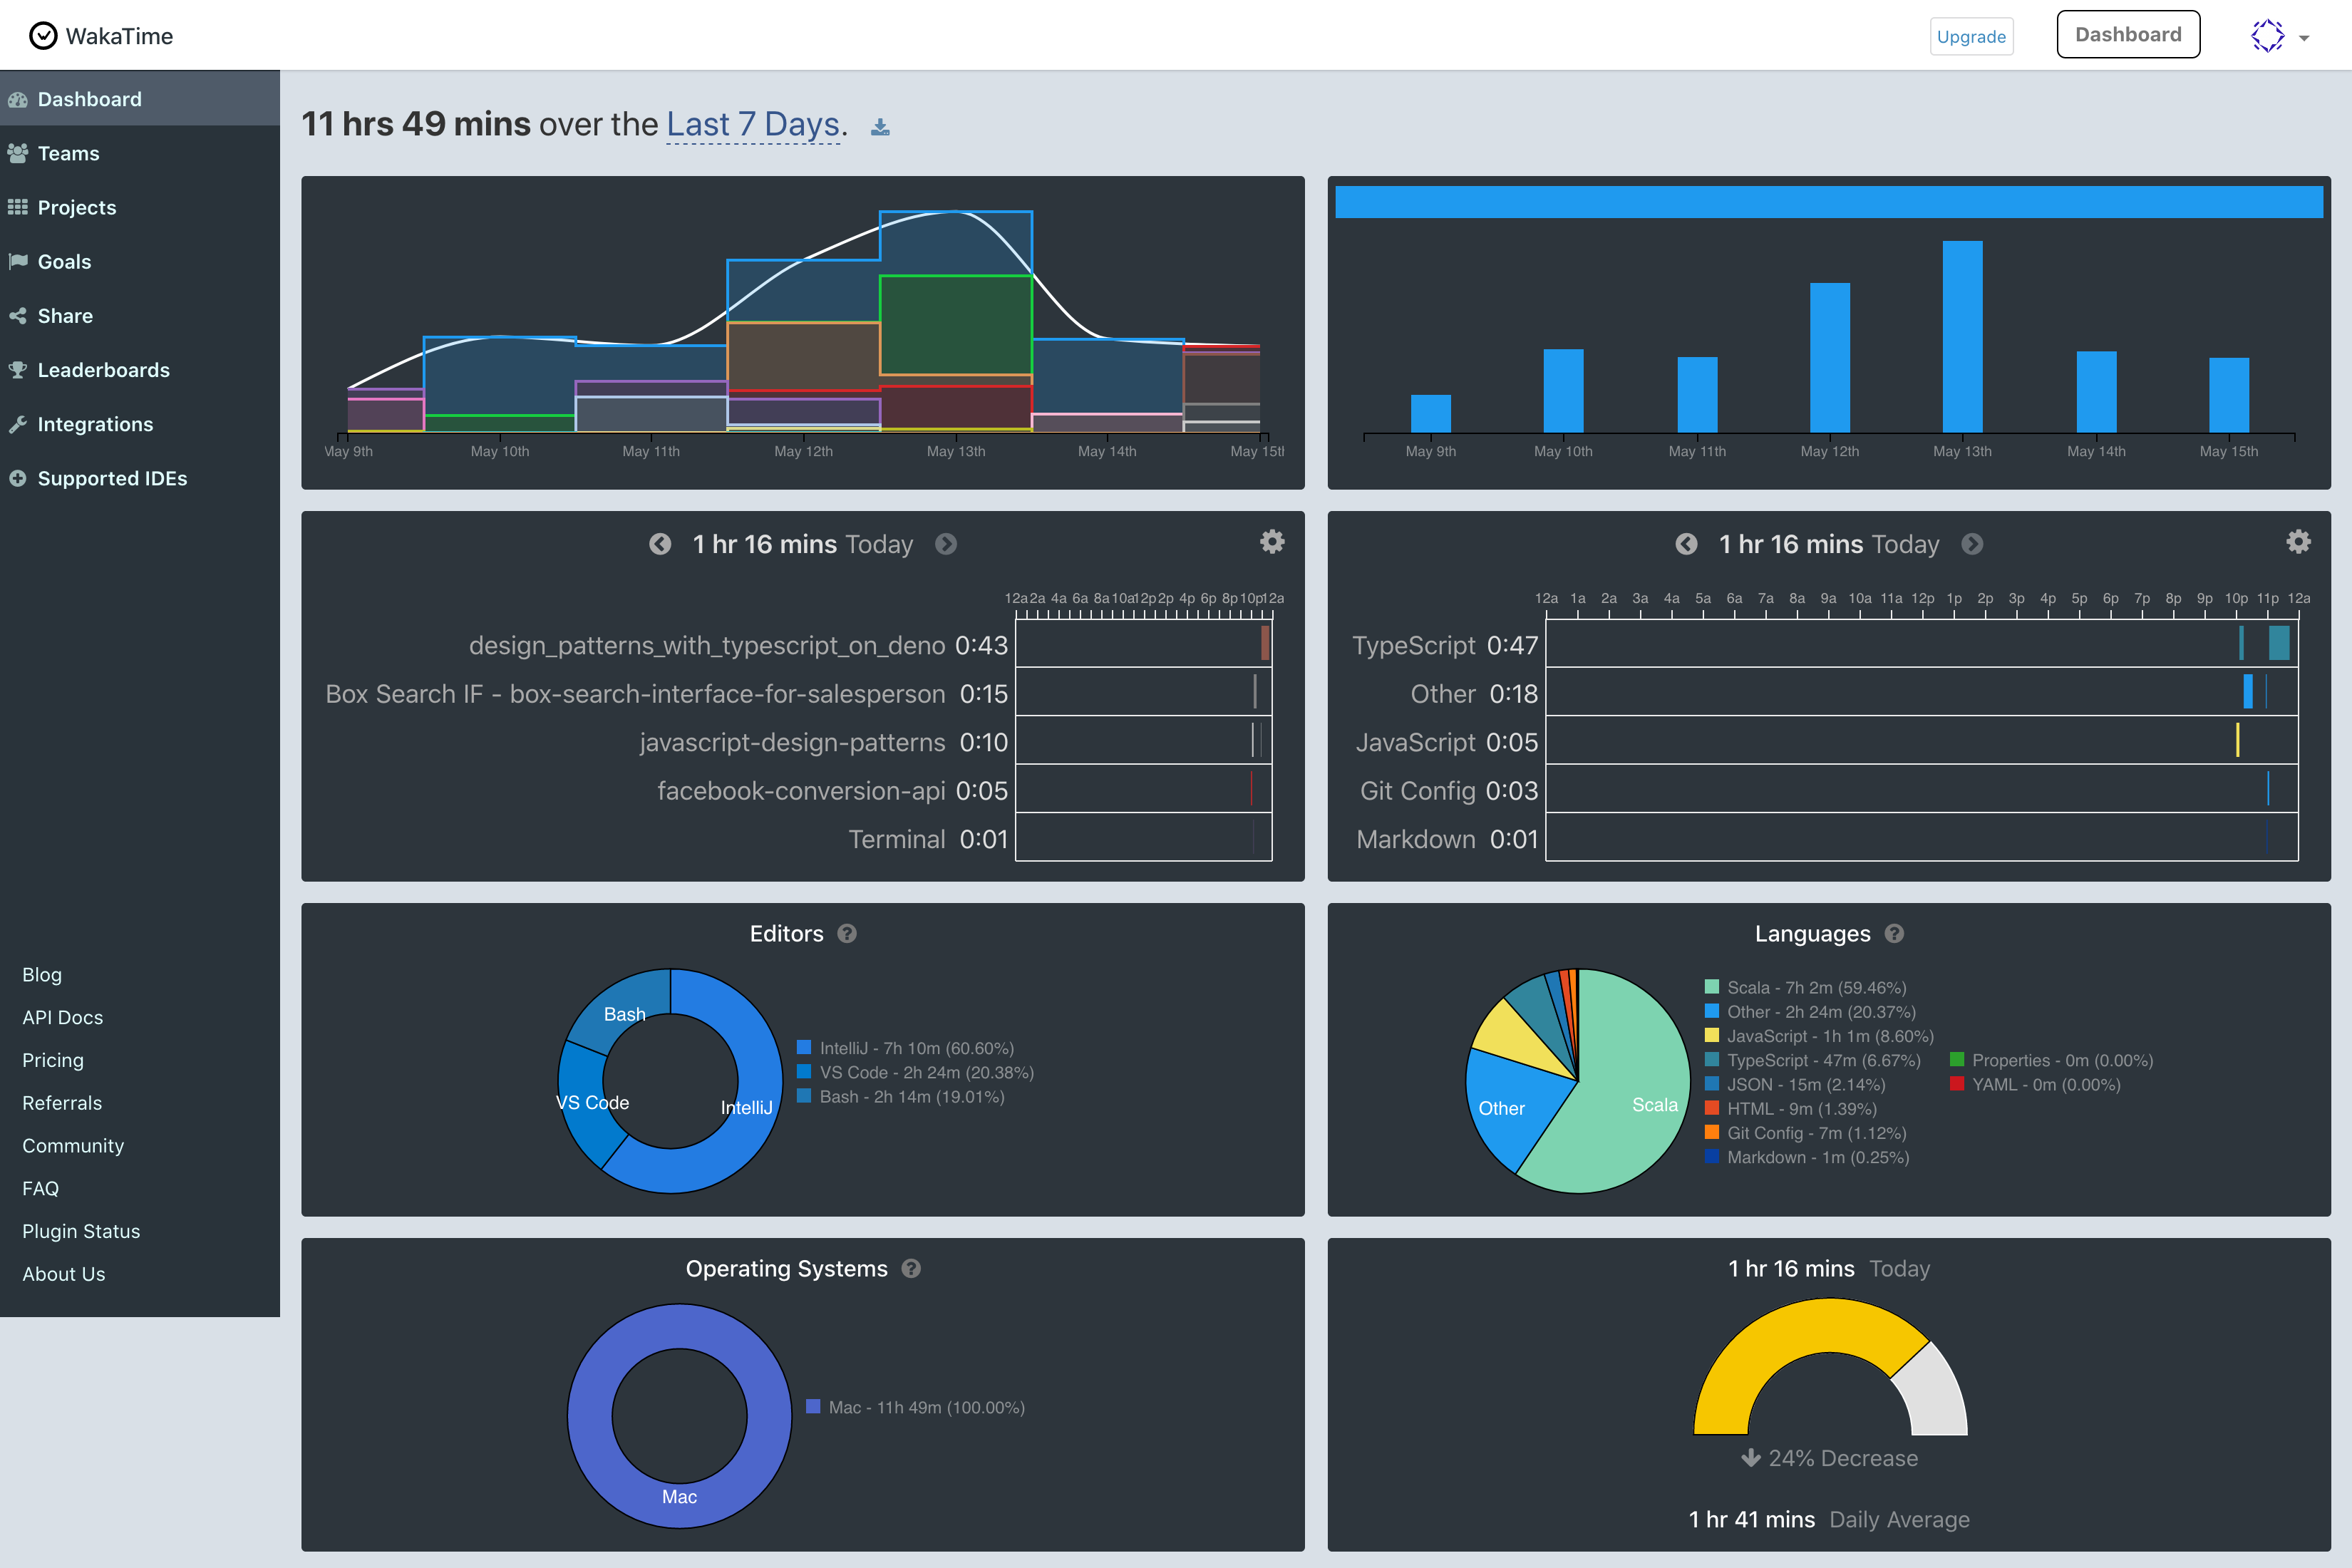 WakaTime
Upgrade
Dashboard
Dashboard
Teams
Projects
Goals
Share
Leaderboards
Integrations
Supported IDEs
Blog
API Docs
Pricing
Referrals
Community
FAQ
Plugin Status
About Us
11 hrs 49 mins over the Last 7 Days.
May 9th May 10th May 11th May 12th May 13th May 14th May 15th
May 9th May 10th May 11th May 12th May 13th May 14th May 15th
1 hr 16 mins Today
12a 2a 4a 6a 8a 10a 12p 2p 4p 6p 8p 10p 12a
design_patterns_with_typescript_on_deno 0:43
Box Search IF - box-search-interface-for-salesperson 0:15
javascript-design-patterns 0:10
facebook-conversion-api 0:05
Terminal 0:01
1 hr 16 mins Today
12a 1a 2a 3a 4a 5a 6a 7a 8a 9a 10a 11a 12p 1p 2p 3p 4p 5p 6p 7p 8p 9p 10p 11p 12a
TypeScript 0:47
Other 0:18
JavaScript 0:05
Git Config 0:03
Markdown 0:01
Editors ?
Bash
VS Code
IntelliJ
IntelliJ - 7h 10m (60.60%)
VS Code - 2h 24m (20.38%)
Bash - 2h 14m (19.01%)
Languages ?
Other
Scala
Scala - 7h 2m (59.46%)
Other - 2h 24m (20.37%)
JavaScript - 1h 1m (8.60%)
TypeScript - 47m (6.67%)
JSON - 15m (2.14%)
HTML - 9m (1.39%)
Git Config - 7m (1.12%)
Markdown - 1m (0.25%)
Properties - 0m (0.00%)
YAML - 0m (0.00%)
Operating Systems ?
Mac
Mac - 11h 49m (100.00%)
1 hr 16 mins Today
24% Decrease
1 hr 41 mins Daily Average